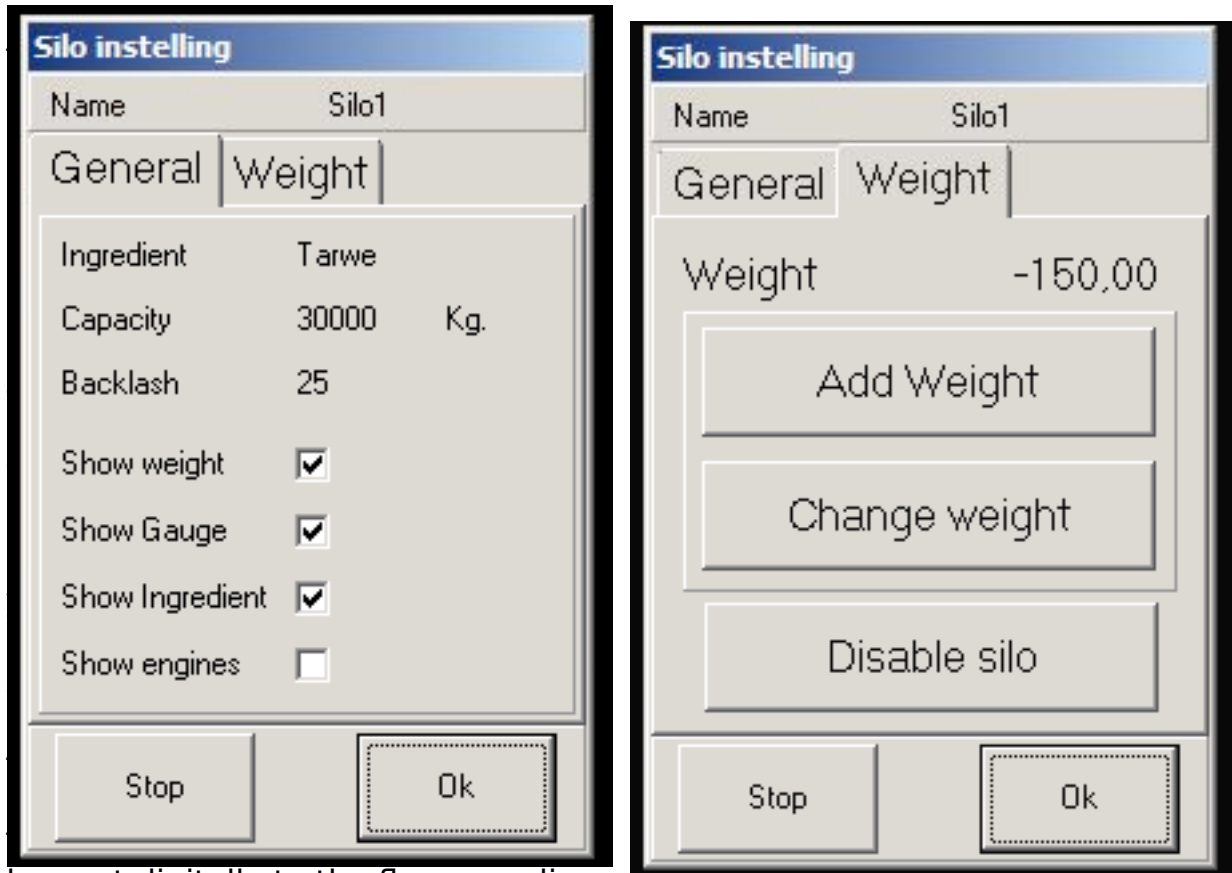 Silo instelling
Name Silo1
General Weight
Ingredient Tarwe
Capacity 30000 Kg.
Backlash 25
Show weight
Show Gauge
Show Ingredient
Show engines
Stop Ok
Silo instelling
Name Silo1
General Weight
Weight -150,00
Add Weight
Change weight
Disable silo
Stop Ok